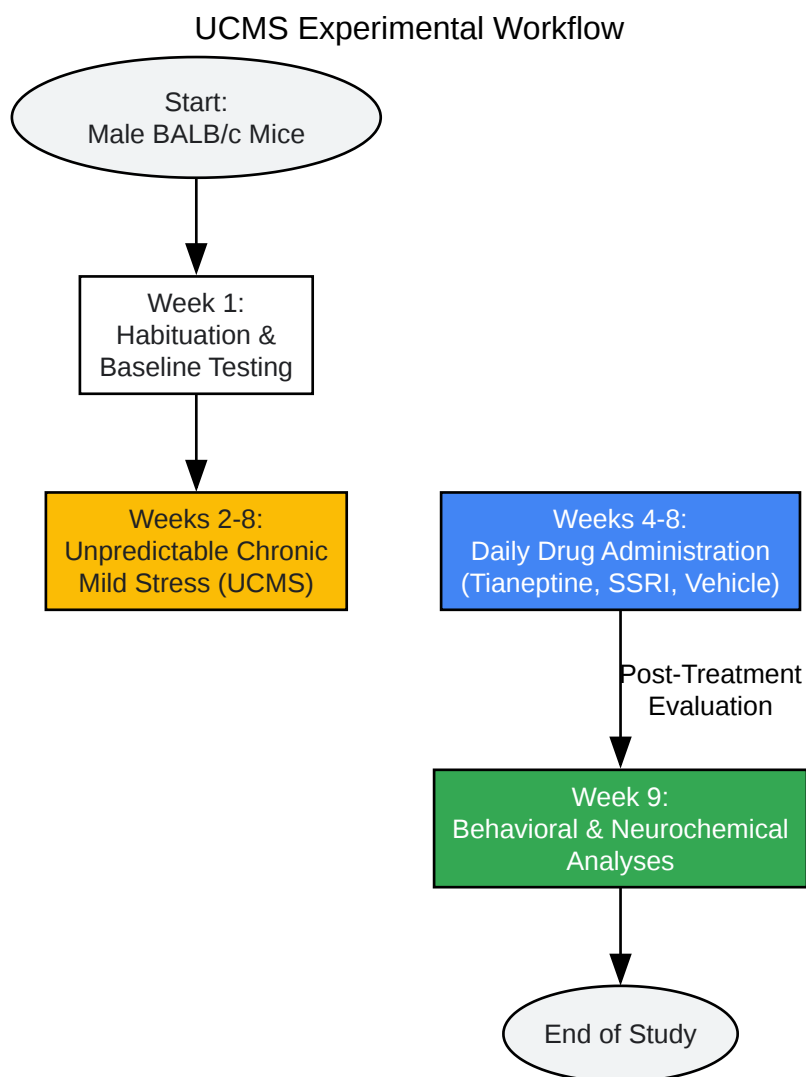 UCMS Experimental Workflow
Start:
Male BALB/c Mice
Week 1:
Habituation &
Baseline Testing
Weeks 2-8:
Unpredictable Chronic
Mild Stress (UCMS)
Weeks 4-8:
Daily Drug Administration
(Tianeptine, SSRI, Vehicle)
Post-Treatment
Evaluation
Week 9:
Behavioral & Neurochemical
Analyses
End of Study